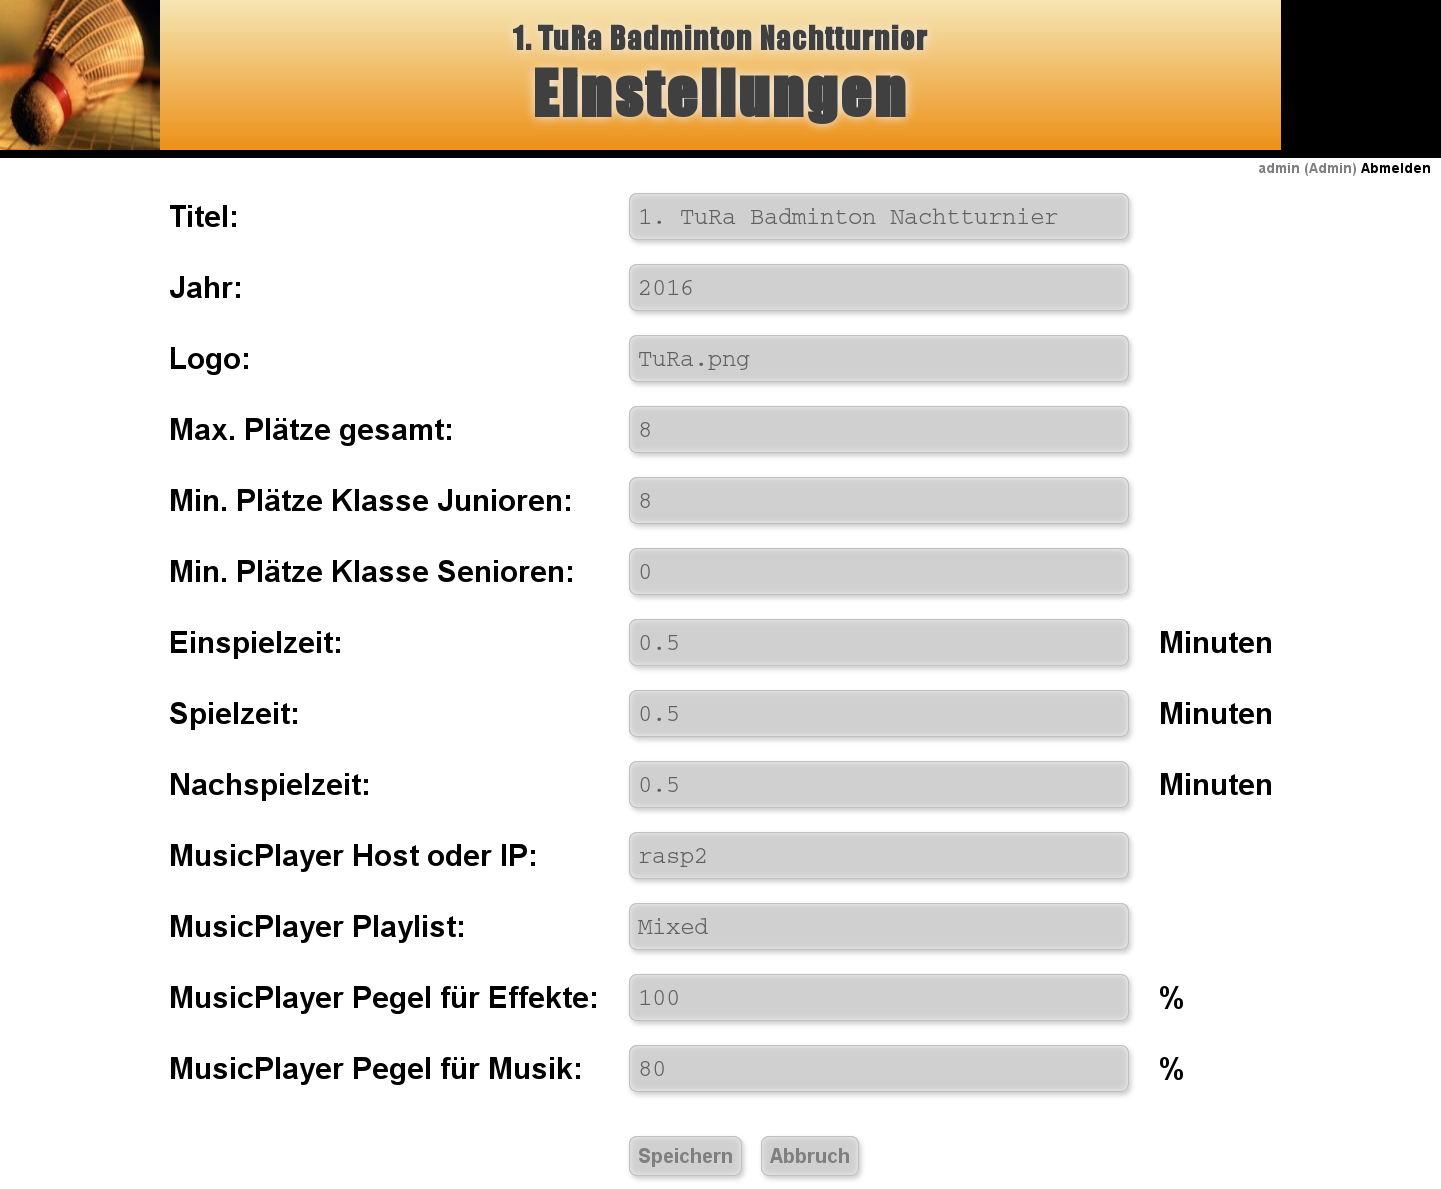 1. TuRa Badminton Nachtturnier
Einstellungen
admin (Admin) Abmelden
Titel: 1. TuRa Badminton Nachtturnier
Jahr: 2016
Logo: TuRa.png
Max. Plätze gesamt: 8
Min. Plätze Klasse Junioren: 8
Min. Plätze Klasse Senioren: 0
Einspielzeit: 0.5 Minuten
Spielzeit: 0.5 Minuten
Nachspielzeit: 0.5 Minuten
MusicPlayer Host oder IP: rasp2
MusicPlayer Playlist: Mixed
MusicPlayer Pegel für Effekte: 100 %
MusicPlayer Pegel für Musik: 80 %
Speichern Abbruch